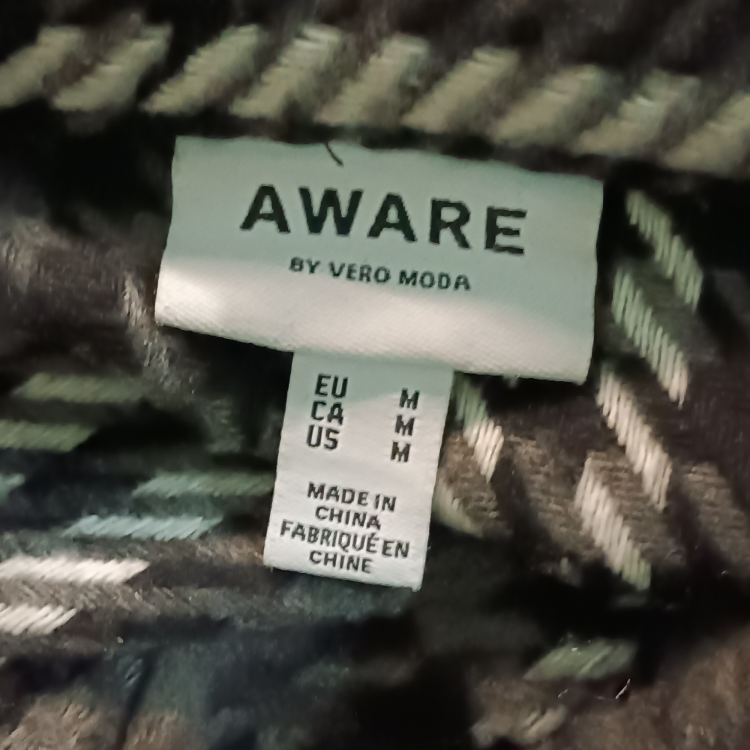 AWARE
BY VERO MODA
EU M
CA M
US M
MADE IN
CHINA
FABRIQUÉ EN
CHINE